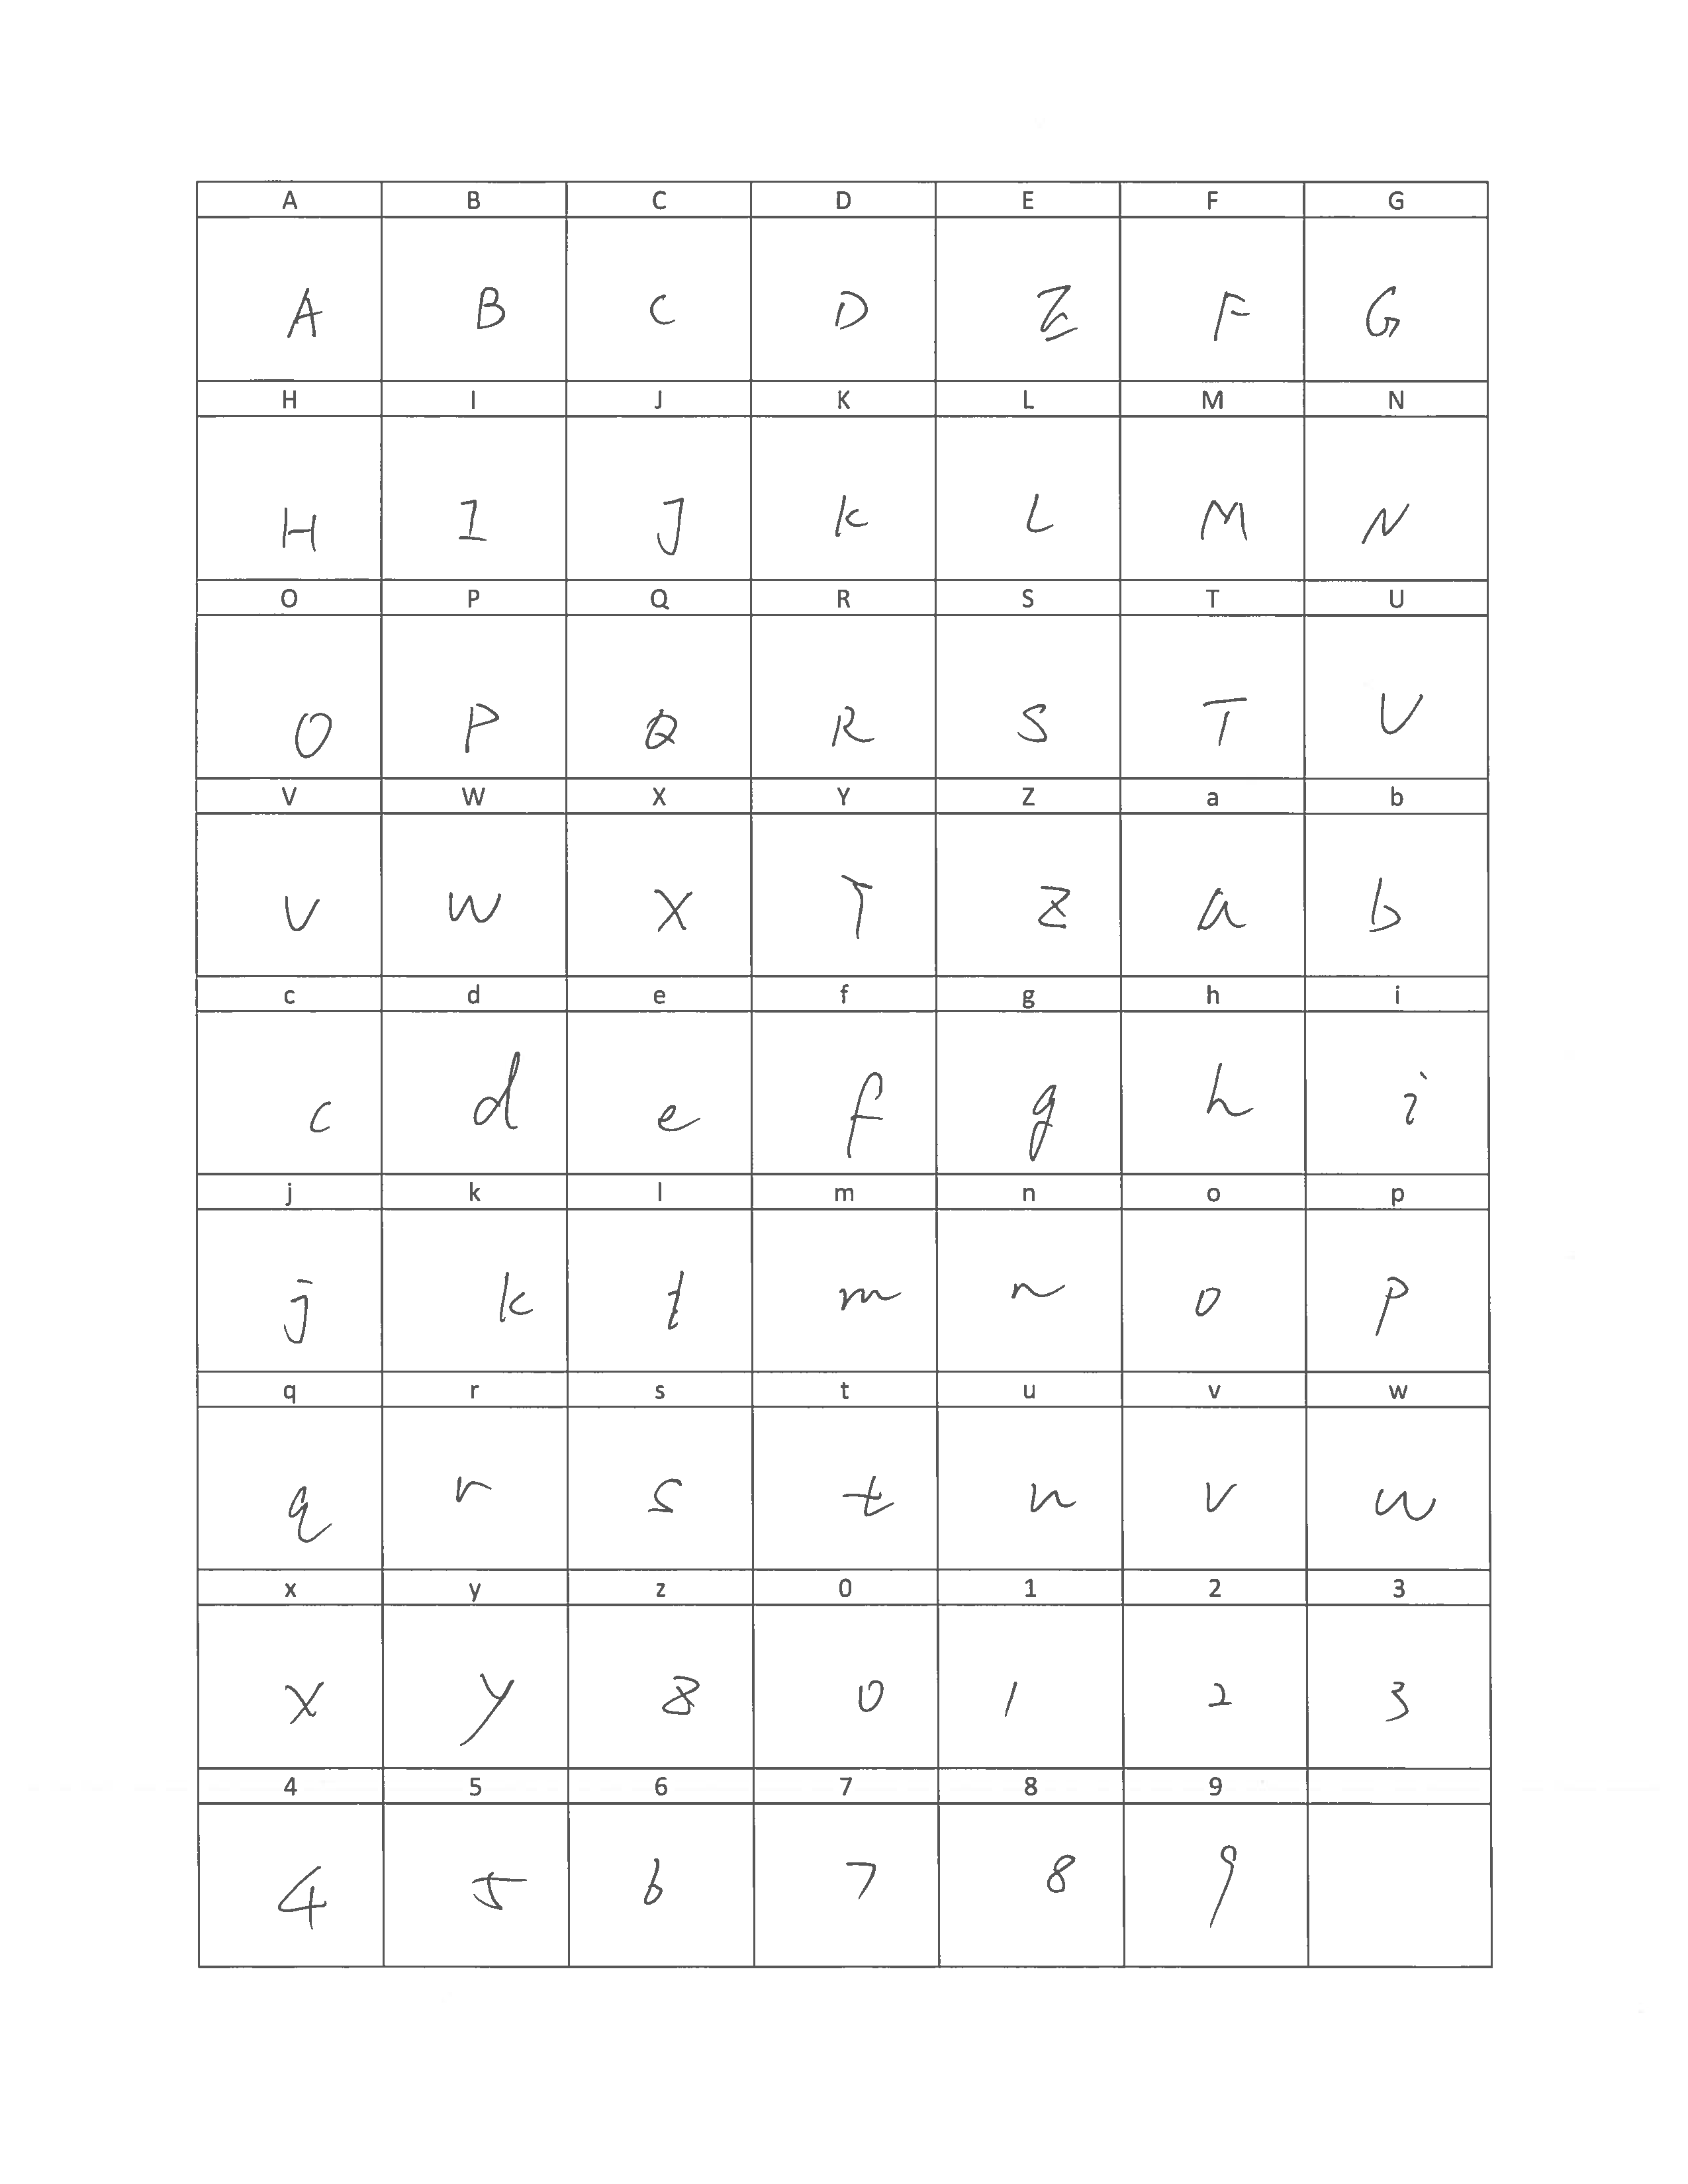 A B C D E F G
A B C D E F G
H I J K L M N
H I J K L M N
O P Q R S T U
O P Q R S T U
V W X Y Z a b
V W X Y Z a b
c d e f g h i
c d e f g h i
j k l m n o p
j k l m n o p
q r s t u v w
q r s t u v w
x y z 0 1 2 3
x y z 0 1 2 3
4 5 6 7 8 9
4 5 6 7 8 9